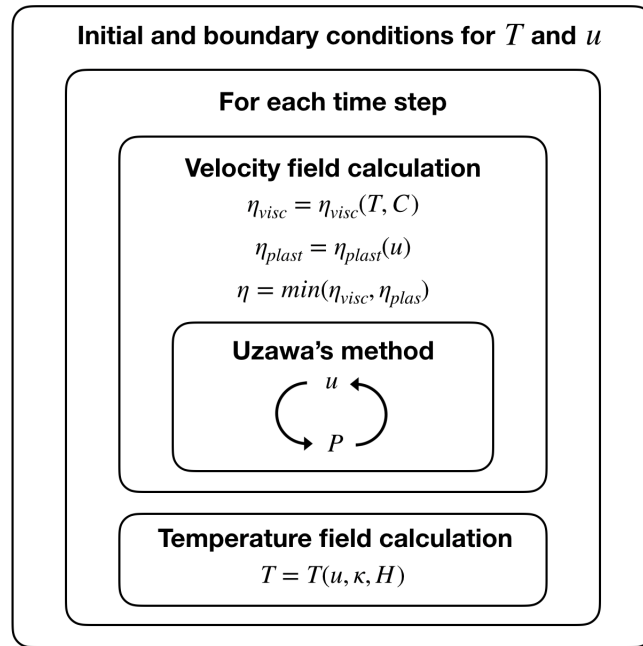 Initial and boundary conditions for T and u
For each time step
Velocity field calculation
η_visc = η_visc(T, C)
η_plast = η_plast(u)
η = min(η_visc, η_plas)
Uzawa's method
u
P
Temperature field calculation
T = T(u, κ, H)